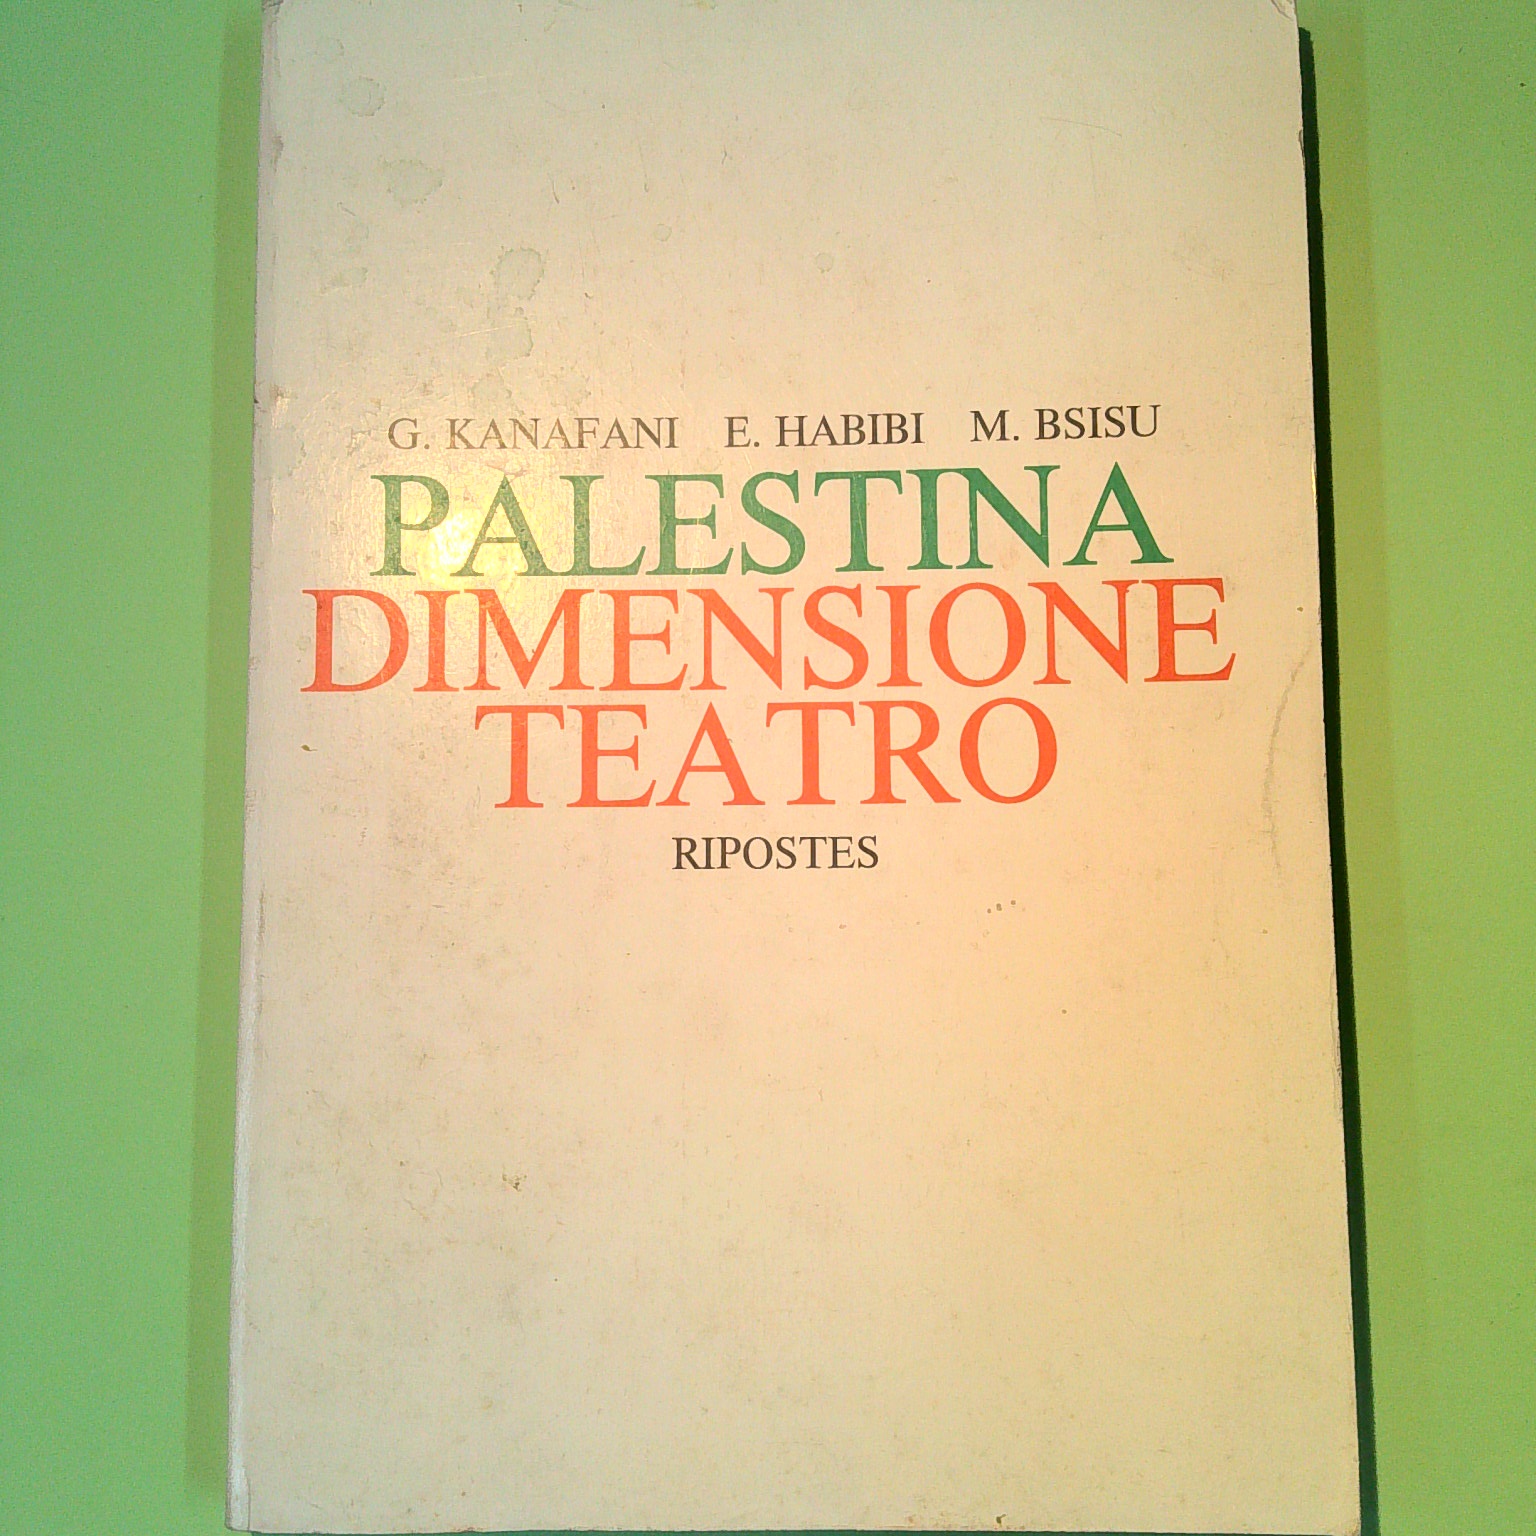 G. KANAFANI E. HABIBI M. BSISU
PALESTINA
DIMENSIONE
TEATRO
RIPOSTES